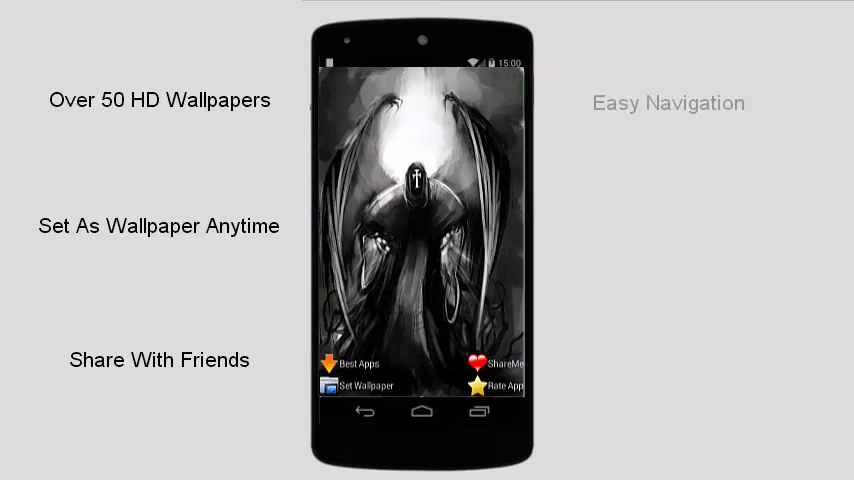 Over 50 HD Wallpapers
Easy Navigation
Set As Wallpaper Anytime
Share With Friends
15:00
Best Apps
ShareMe
Set Wallpaper
Rate App